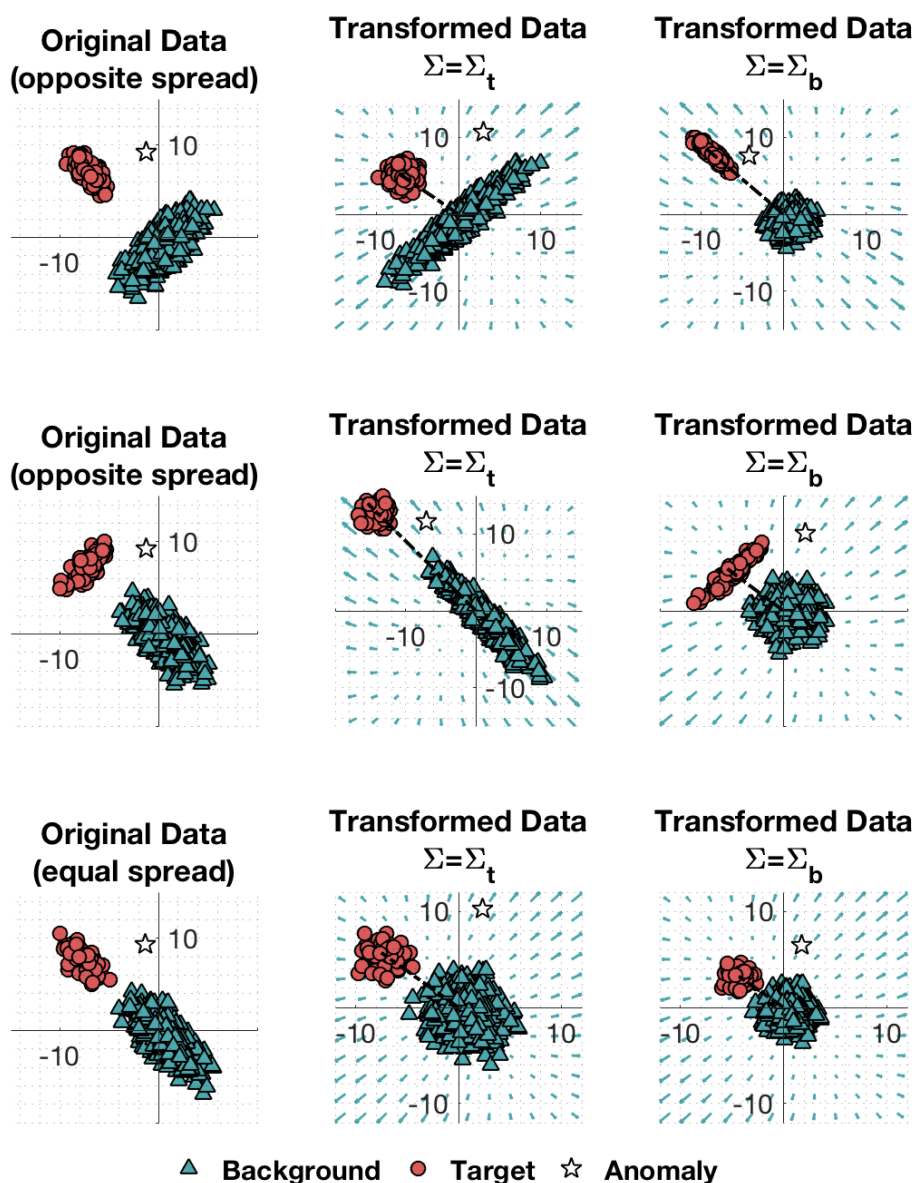 Original Data
(opposite spread)
Transformed Data
Σ=Σt
Transformed Data
Σ=Σb
10
-10
10
-10
10
-10
10
-10
10
-10
Original Data
(opposite spread)
Transformed Data
Σ=Σt
Transformed Data
Σ=Σb
10
-10
10
-10
10
-10
Original Data
(equal spread)
Transformed Data
Σ=Σt
Transformed Data
Σ=Σb
10
-10
10
-10
10
-10
10
-10
10
-10
Background
Target
Anomaly